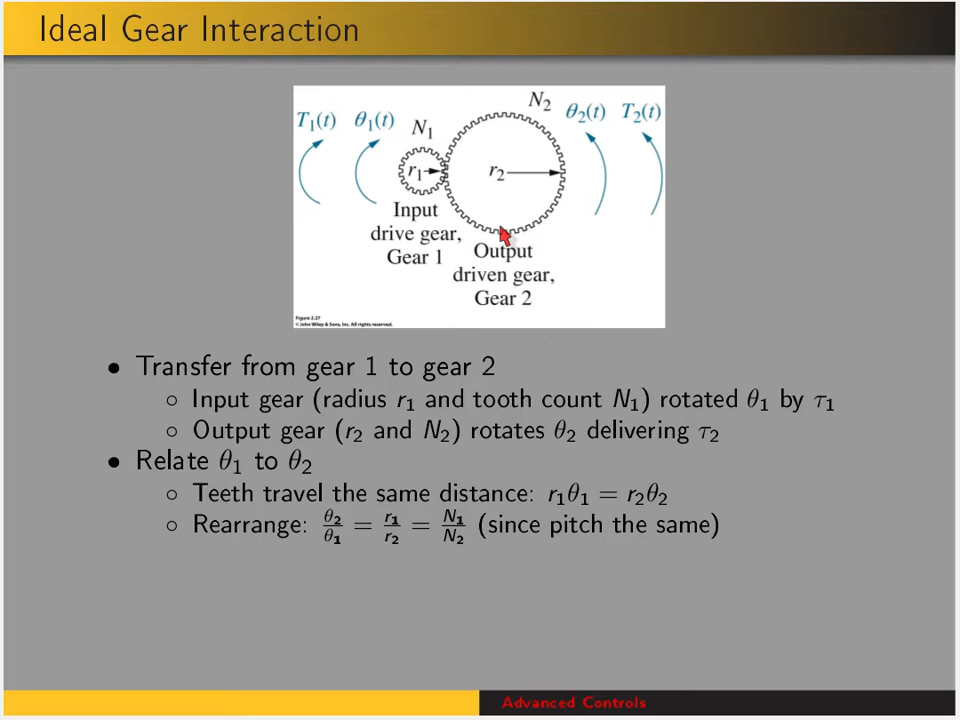 Ideal Gear Interaction
T₁(t) θ₁(t) N₁ N₂ θ₂(t) T₂(t)
r₁ r₂
Input
drive gear,
Gear 1
Output
driven gear,
Gear 2
Figure 2.27
© John Wiley & Sons, Inc. All rights reserved.
• Transfer from gear 1 to gear 2
◦ Input gear (radius r₁ and tooth count N₁) rotated θ₁ by τ₁
◦ Output gear (r₂ and N₂) rotates θ₂ delivering τ₂
• Relate θ₁ to θ₂
◦ Teeth travel the same distance: r₁θ₁ = r₂θ₂
◦ Rearrange: θ₂/θ₁ = r₁/r₂ = N₁/N₂ (since pitch the same)
Advanced Controls